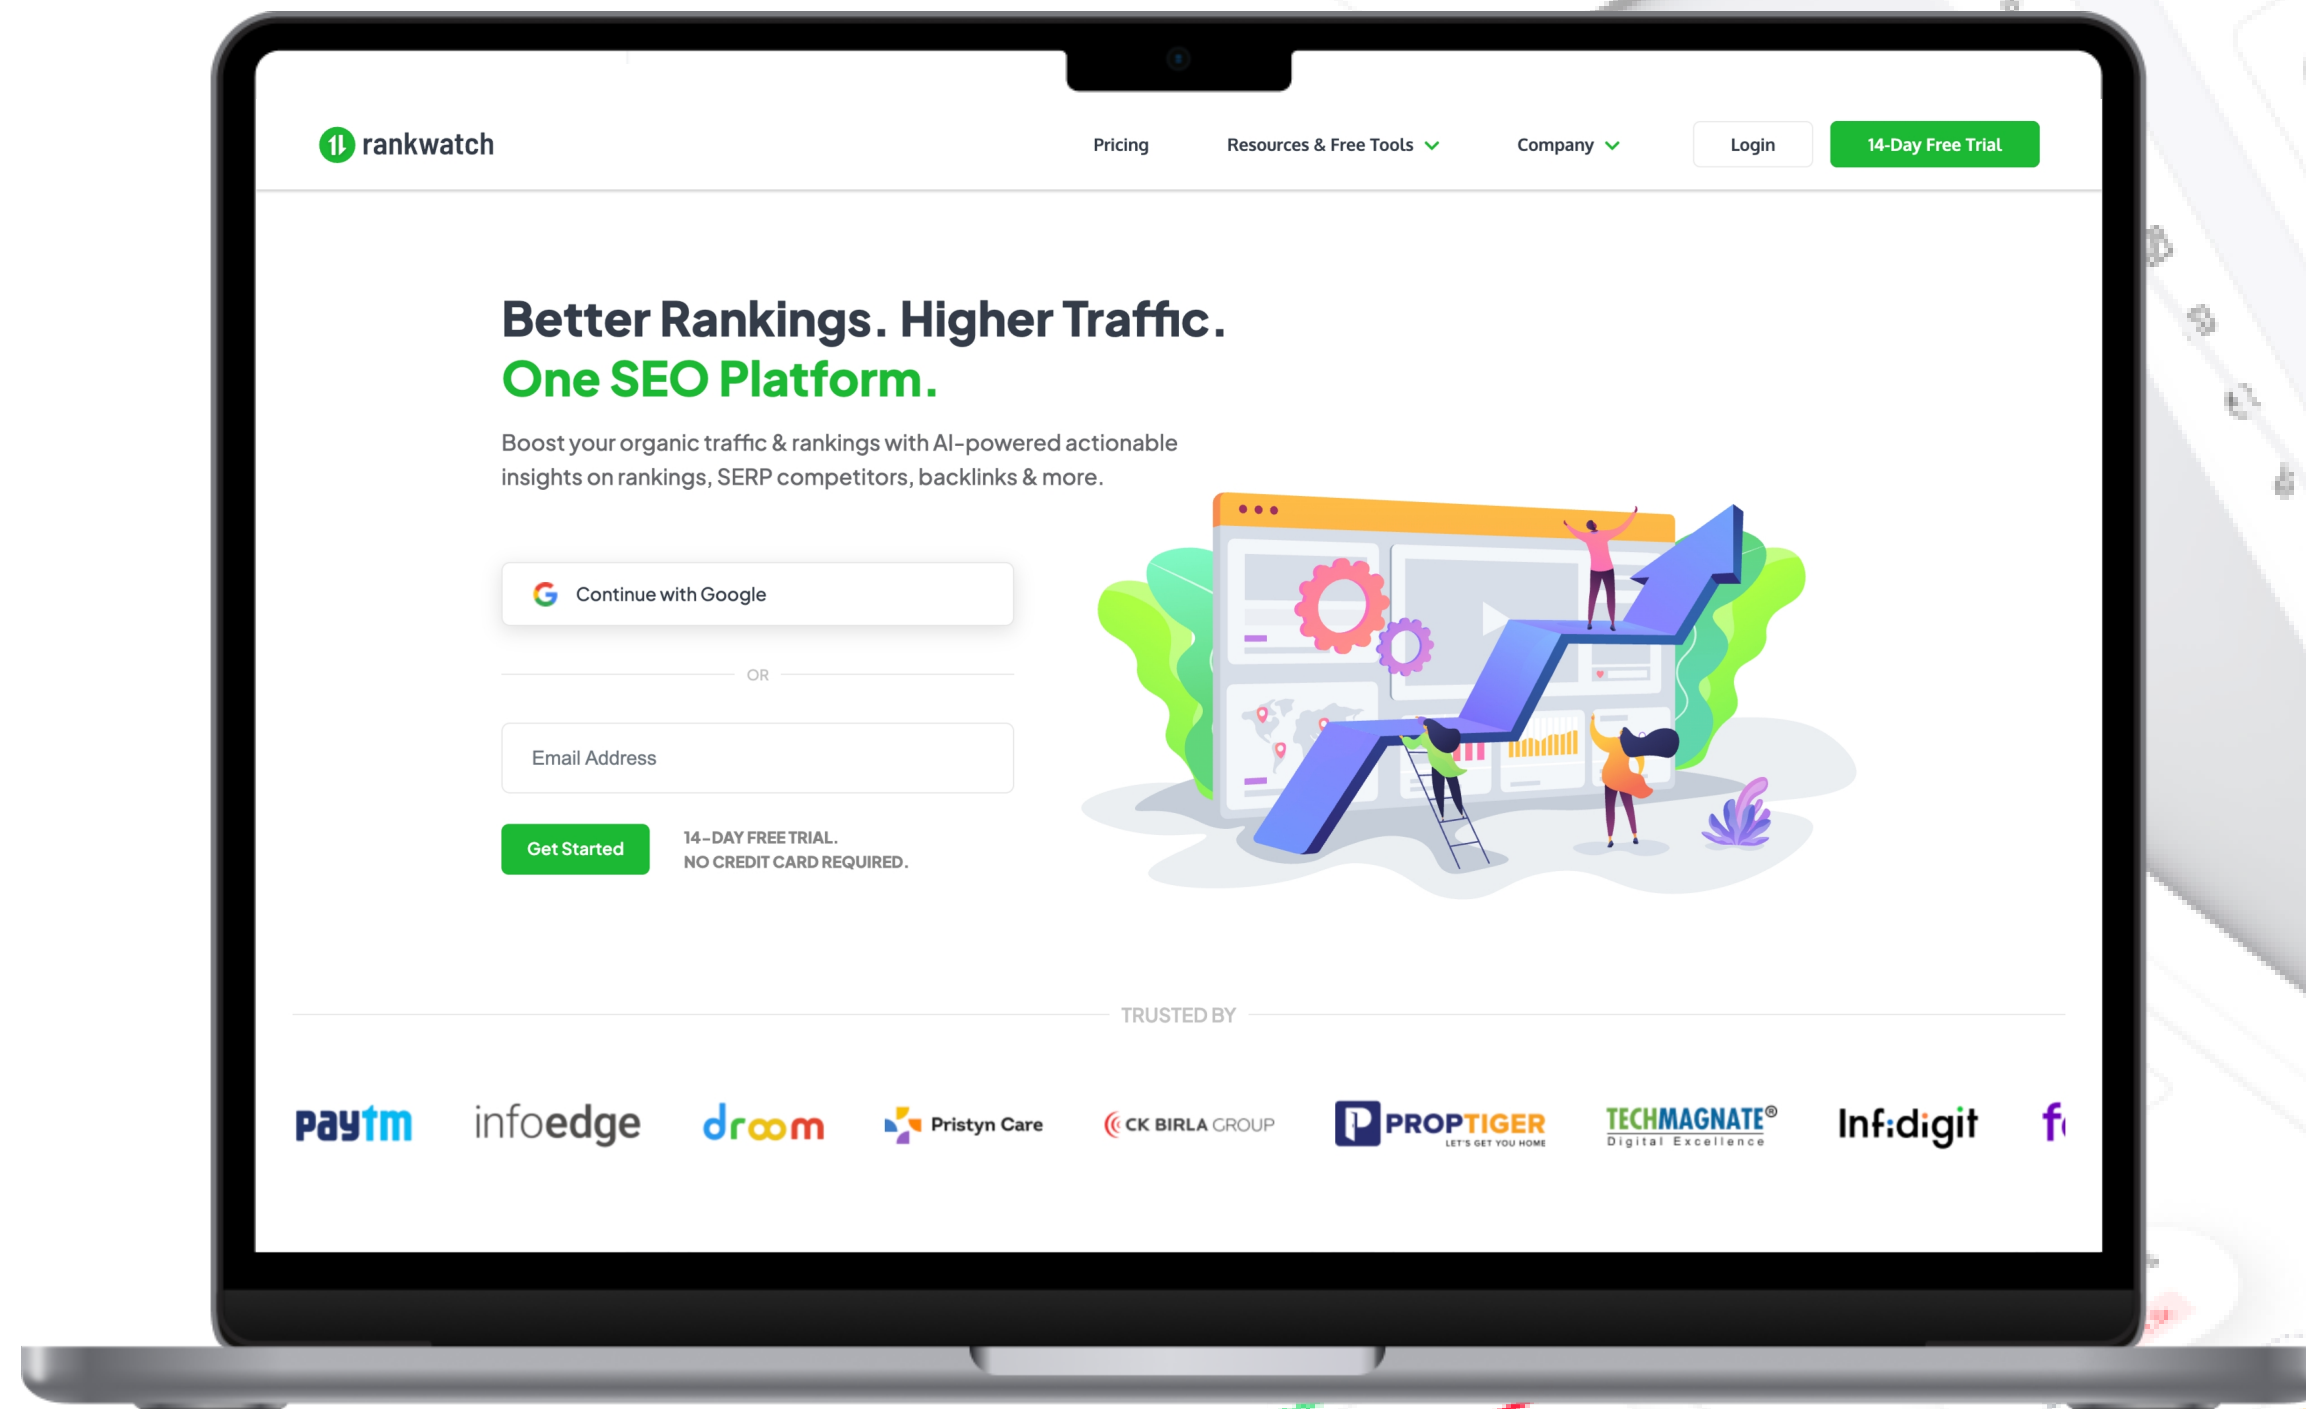 rankwatch
Pricing
Resources & Free Tools
Company
Login
14-Day Free Trial
Better Rankings. Higher Traffic.
One SEO Platform.
Boost your organic traffic & rankings with AI-powered actionable
insights on rankings, SERP competitors, backlinks & more.
Continue with Google
OR
Email Address
Get Started
14-DAY FREE TRIAL.
NO CREDIT CARD REQUIRED.
TRUSTED BY
paytm
infoedge
droom
Pristyn Care
CK BIRLA GROUP
PROPTIGER
LET'S GET YOU HOME
TECHMAGNATE®
Digital Excellence
Infidigit